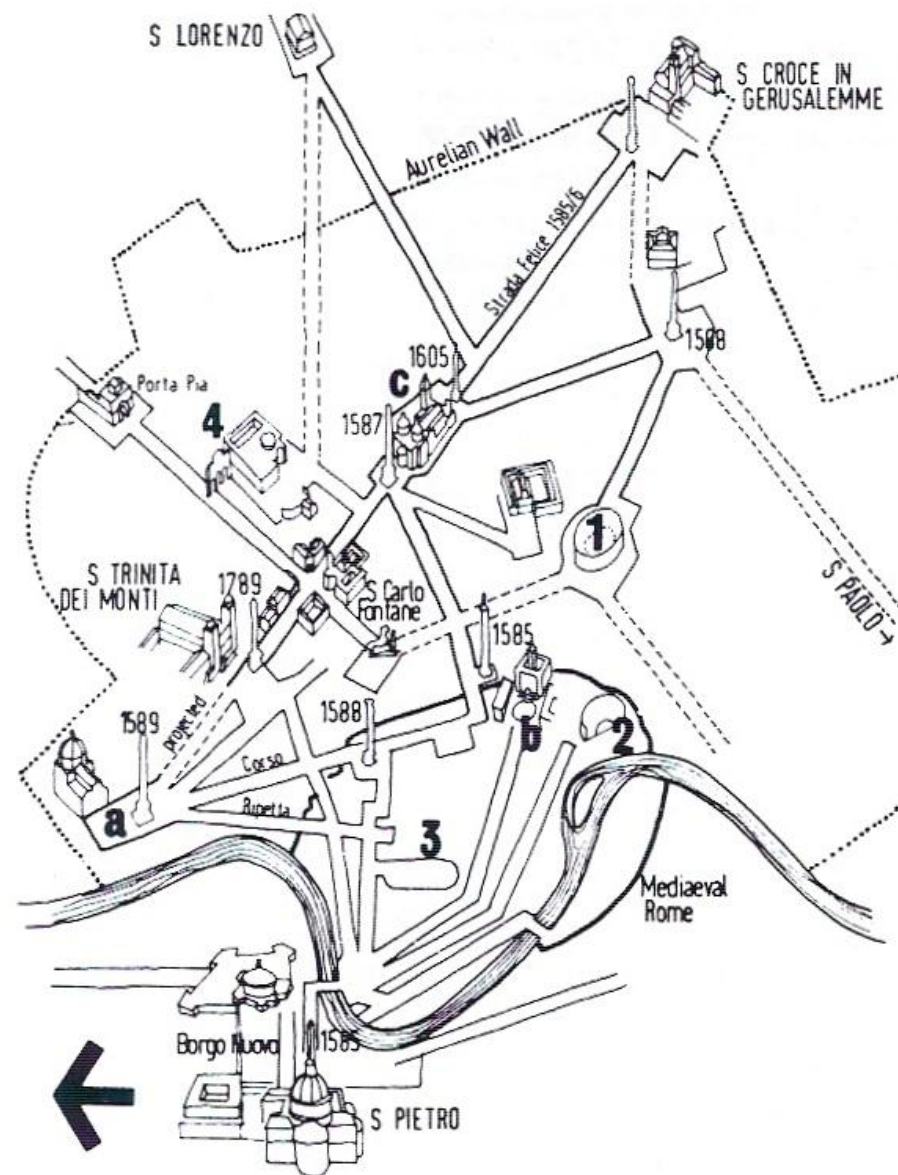 S LORENZO
S CROCE IN
GERUSALEMME
Aurelian Wall
Strada Felice 1585/6
1588
1605
C
Porta Pia
4
1587
1
S TRINITA
DEI MONTI
1789
S Carlo
Fontane
S PAOLO →
1585
projected
1589
1588
b
2
Corso
a
Ripetta
3
Mediaeval
Rome
Borgo Nuovo
1585
S PIETRO